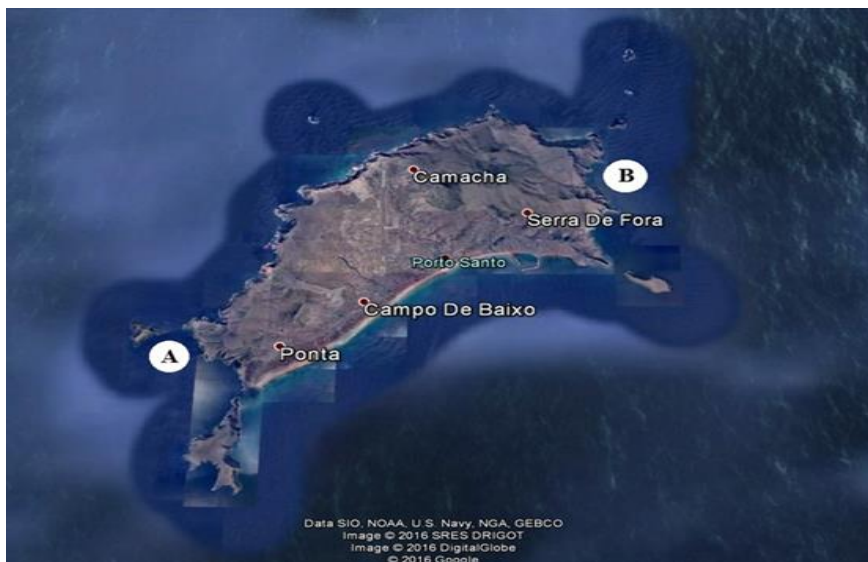 Camacha
B
Serra De Fora
Porto Santo
Campo De Baixo
A
Ponta
Data SIO, NOAA, U.S. Navy, NGA, GEBCO
Image © 2016 SRES DRIGOT
Image © 2016 DigitalGlobe
© 2016 Google